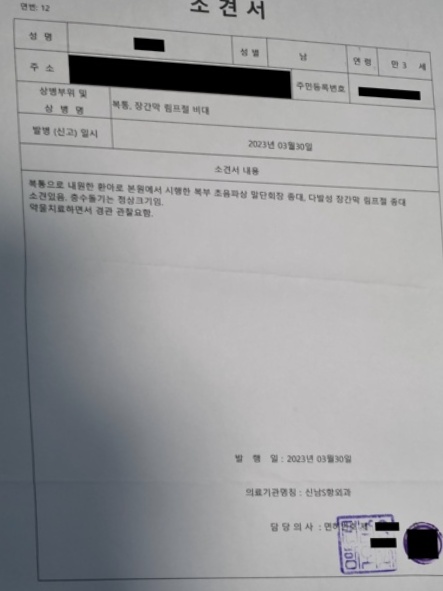 연번: 12
소견서
성 명
성 별 남
연 령 만 3 세
주 소
주민등록번호
상병부위 및
상 병 명
복통, 장간막 림프절 비대
발병 (신고) 일시 2023년 03월30일
소견서 내용
복통으로 내원한 환아로 본원에서 시행한 복부 초음파상 말단회장 종대, 다발성 장간막 림프절 종대
소견있음. 충수돌기는 정상크기임.
약물치료하면서 경관 관찰요함.
발 행 일 : 2023년 03월30일
의료기관명칭 : 신남S항외과
담 당 의 사 : 면허번호 제